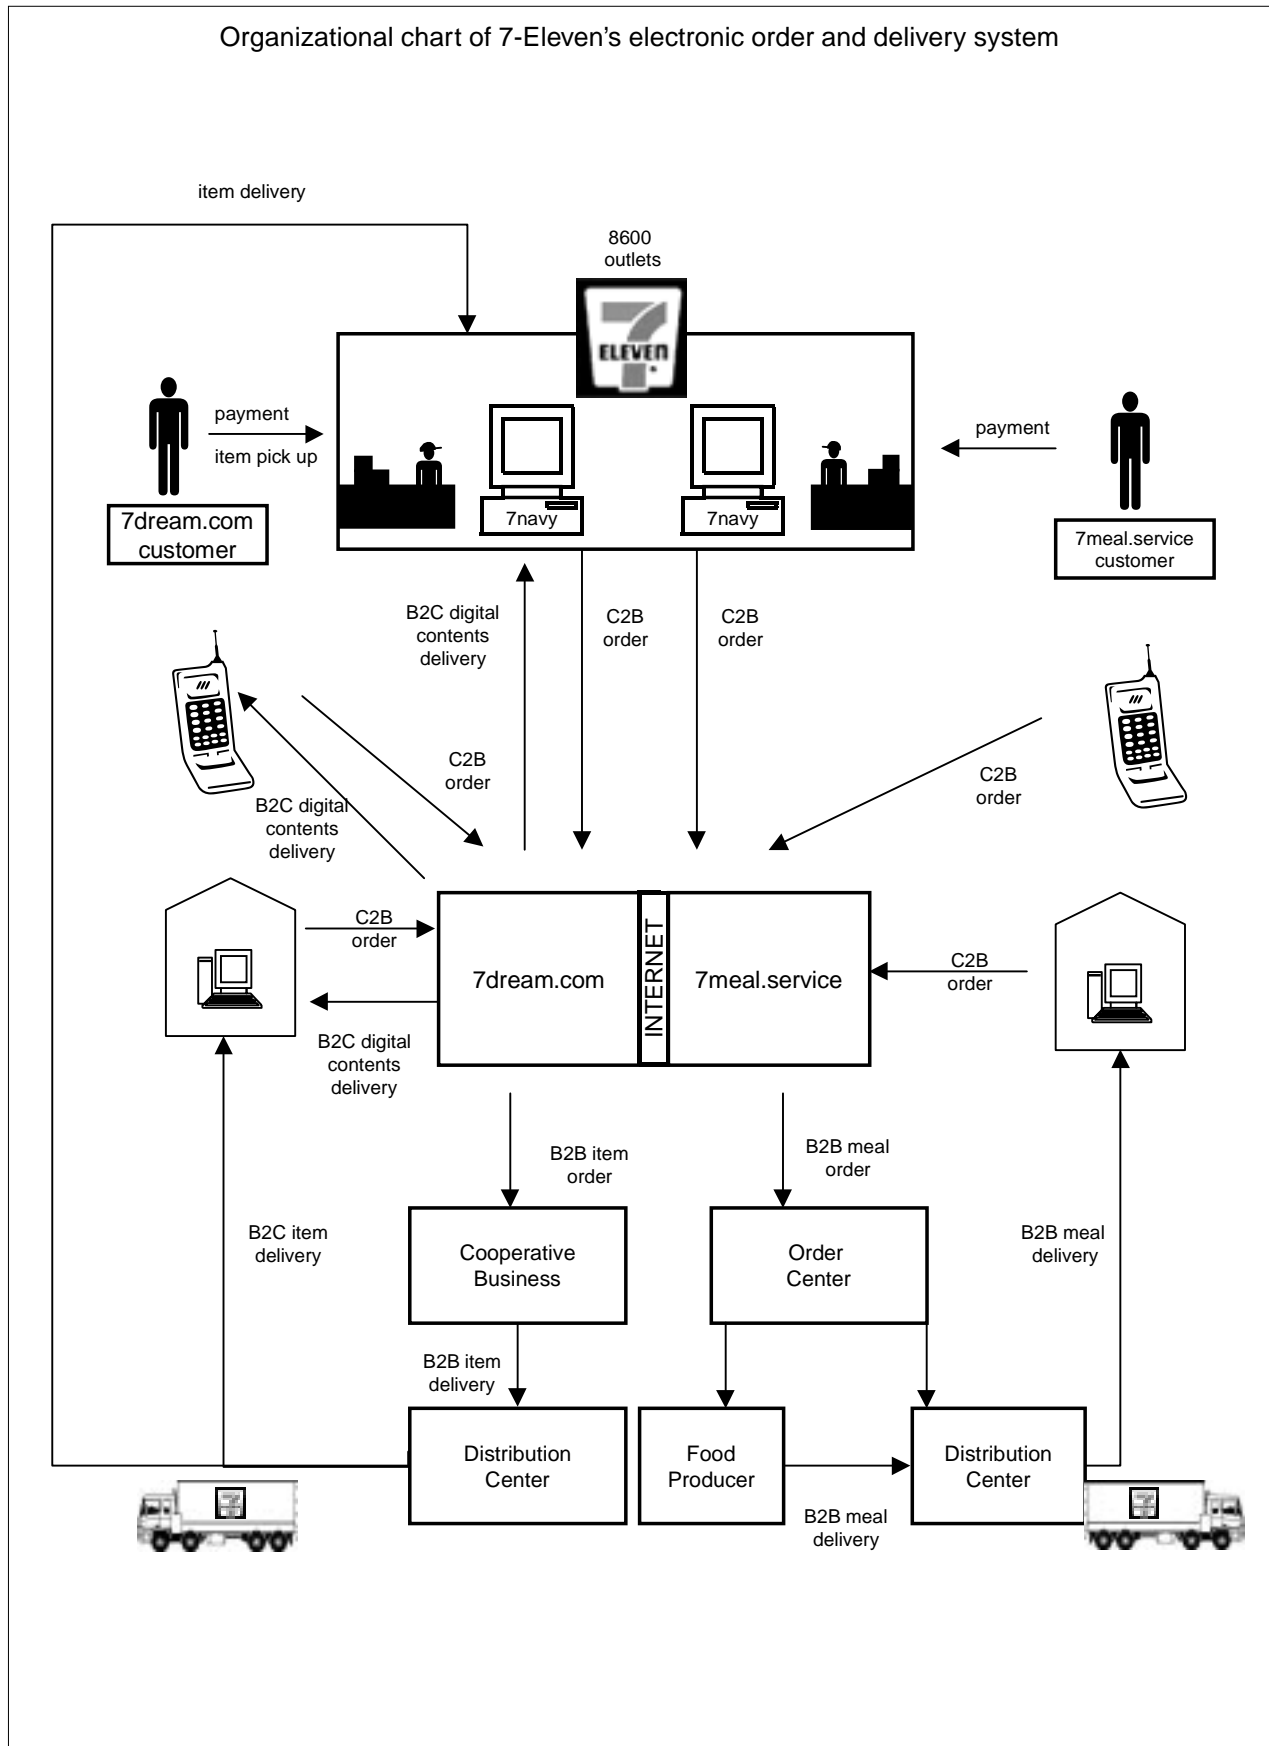 Organizational chart of 7-Eleven's electronic order and delivery system
item delivery
8600
outlets
7
ELEVEN
payment
item pick up
payment
7navy
7navy
7dream.com
customer
7meal.service
customer
B2C digital
contents
delivery
C2B
order
C2B
order
C2B
order
C2B
order
B2C digital
contents
delivery
C2B
order
7dream.com
INTERNET
7meal.service
C2B
order
B2C digital
contents
delivery
B2B item
order
B2B meal
order
B2C item
delivery
Cooperative
Business
Order
Center
B2B meal
delivery
B2B item
delivery
Distribution
Center
Food
Producer
Distribution
Center
B2B meal
delivery
7
7